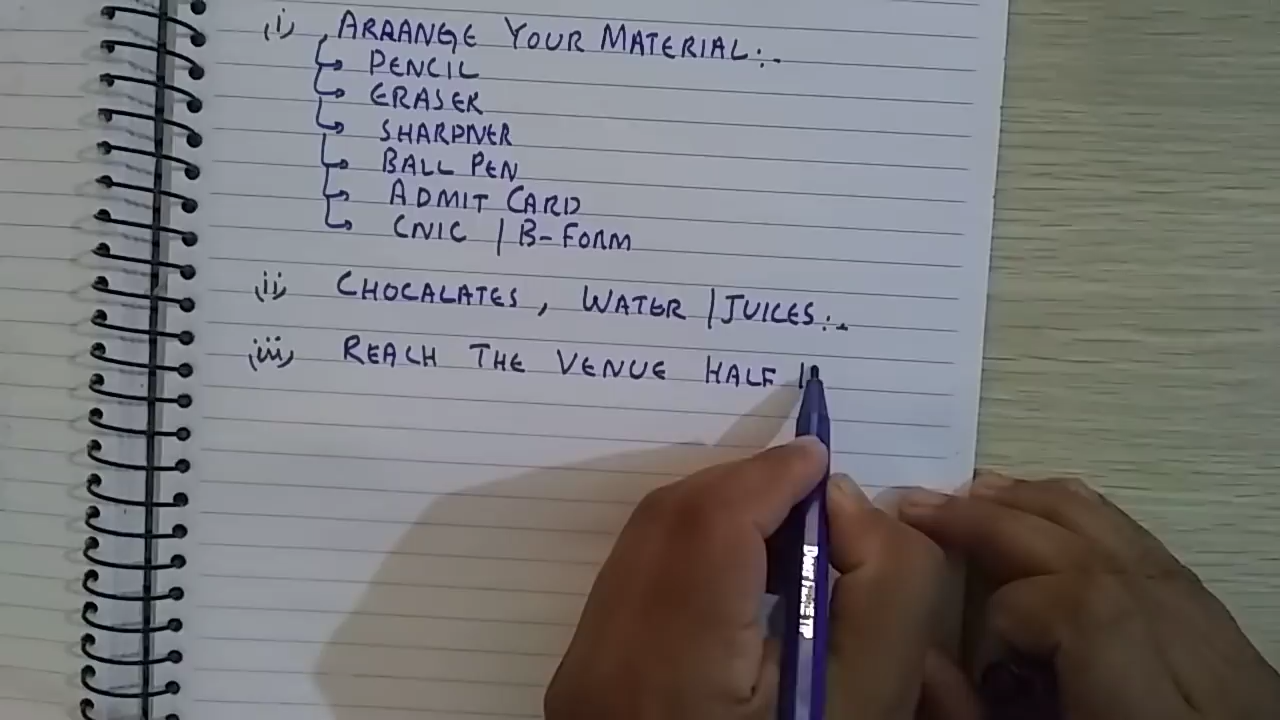 (i) ARRANGE YOUR MATERIAL:-
PENCIL
ERASER
SHARPNER
BALL PEN
ADMIT CARD
CNIC / B-FORM
(ii) CHOCALATES, WATER / JUICES:-
(iii) REACH THE VENUE HALF